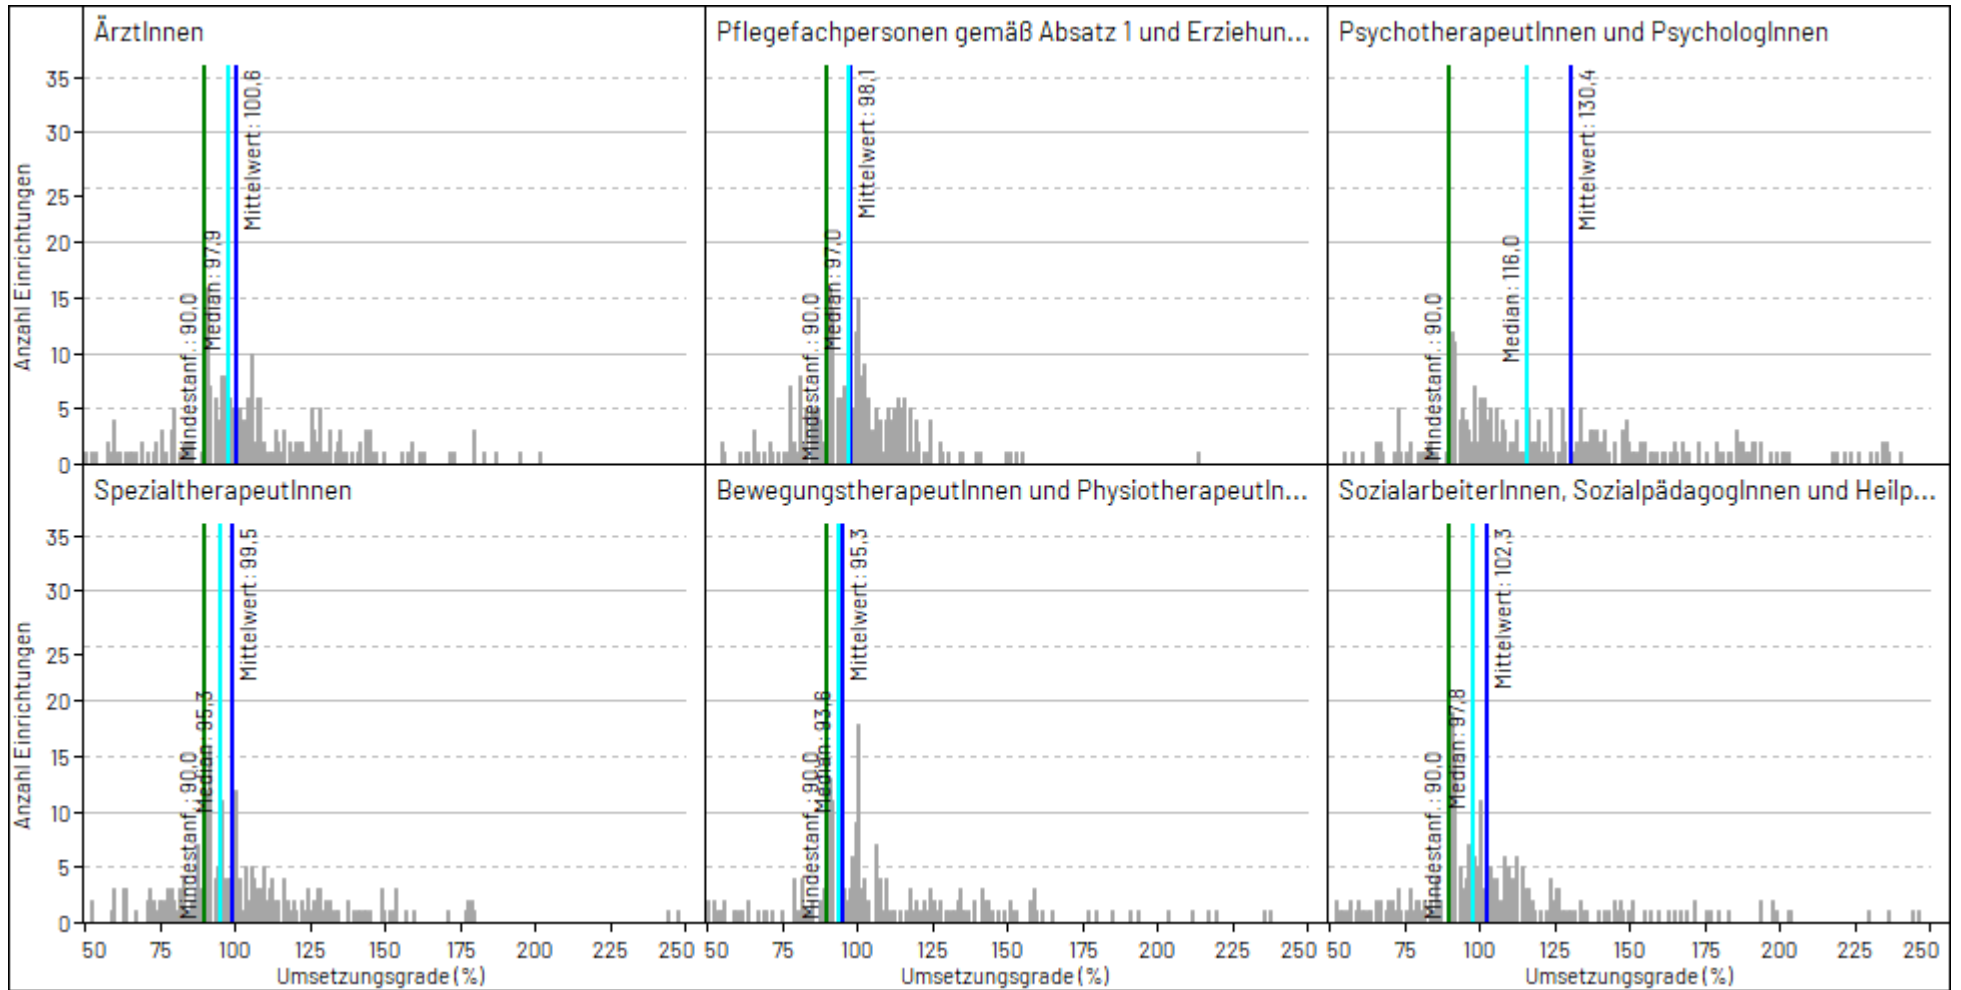 ÄrztInnen
Pflegefachpersonen gemäß Absatz 1 und Erziehun...
PsychotherapeutInnen und PsychologInnen
Anzahl Einrichtungen
35
30
25
20
15
10
5
0
Mindestanf.: 90,0
Median: 97,9
Mittelwert: 100,6
Mindestanf.: 90,0
Median: 97,0
Mittelwert: 98,1
Mindestanf.: 90,0
Median: 116,0
Mittelwert: 130,4
SpezialtherapeutInnen
BewegungstherapeutInnen und PhysiotherapeutIn...
SozialarbeiterInnen, SozialpädagogInnen und Heilp...
Anzahl Einrichtungen
35
30
25
20
15
10
5
0
Mindestanf.: 90,0
Median: 95,3
Mittelwert: 99,5
Mindestanf.: 90,0
Median: 93,6
Mittelwert: 95,3
Mindestanf.: 90,0
Median: 97,8
Mittelwert: 102,3
50 75 100 125 150 175 200 225 250
50 75 100 125 150 175 200 225 250
50 75 100 125 150 175 200 225 250
Umsetzungsgrade (%)
Umsetzungsgrade (%)
Umsetzungsgrade (%)